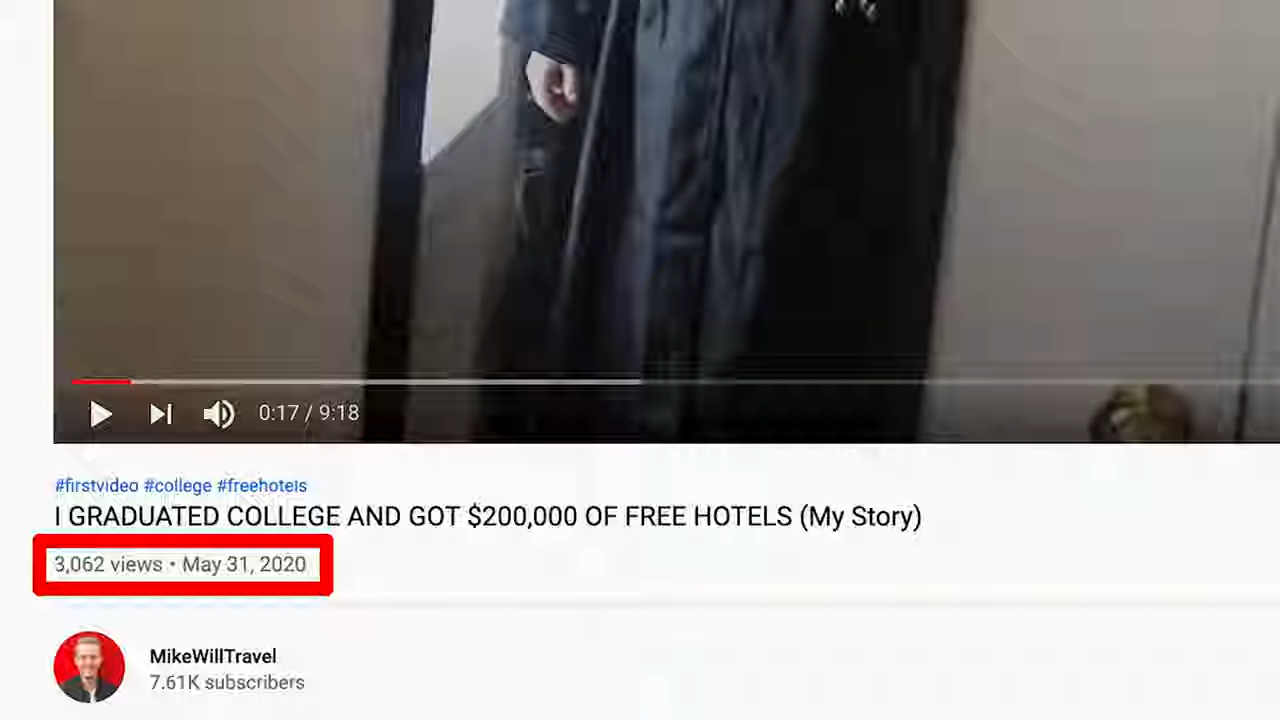 0:17 / 9:18
#firstvideo #college #freehotels
I GRADUATED COLLEGE AND GOT $200,000 OF FREE HOTELS (My Story)
3,062 views • May 31, 2020
MikeWillTravel
7.61K subscribers